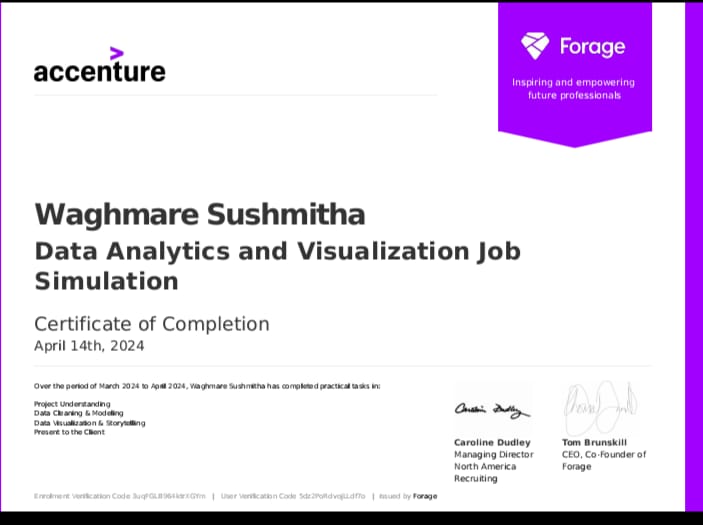 accenture
Forage
Inspiring and empowering
future professionals
Waghmare Sushmitha
Data Analytics and Visualization Job
Simulation
Certificate of Completion
April 14th, 2024
Over the period of March 2024 to April 2024, Waghmare Sushmitha has completed practical tasks in:
Project Understanding
Data Cleaning & Modeling
Data Visualization & Storytelling
Present to the Client
Caroline Dudley
Managing Director
North America
Recruiting
Tom Brunskill
CEO, Co-Founder of
Forage
Enrolment Verification Code | User Verification Code | Issued by Forage